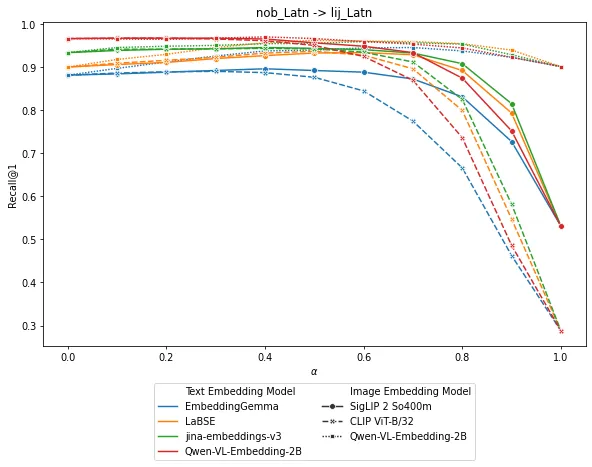 nob_Latn -> lij_Latn
1.0
0.9
0.8
0.7
0.6
0.5
0.4
0.3
Recall@1
0.0 0.2 0.4 0.6 0.8 1.0
α
Text Embedding Model Image Embedding Model
EmbeddingGemma SigLIP 2 So400m
LaBSE CLIP ViT-B/32
jina-embeddings-v3 Qwen-VL-Embedding-2B
Qwen-VL-Embedding-2B